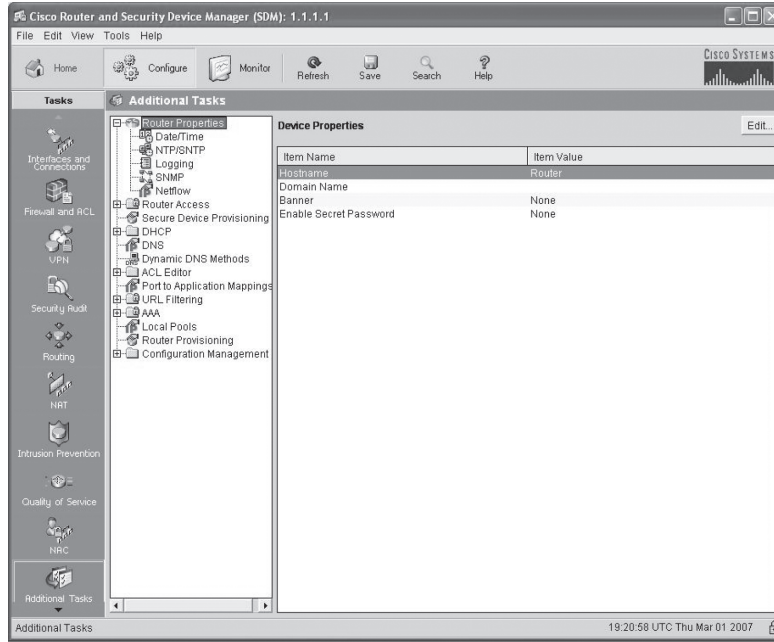 Cisco Router and Security Device Manager (SDM): 1.1.1.1
File Edit View Tools Help
Home Configure Monitor Refresh Save Search Help
CISCO SYSTEMS
Tasks
Additional Tasks
Interfaces and Connections
Firewall and ACL
VPN
Security Audit
Routing
NAT
Intrusion Prevention
Quality of Service
NAC
Additional Tasks
Router Properties
Date/Time
NTP/SNTP
Logging
SNMP
Netflow
Router Access
Secure Device Provisioning
DHCP
DNS
Dynamic DNS Methods
ACL Editor
Port to Application Mappings
URL Filtering
AAA
Local Pools
Router Provisioning
Configuration Management
Device Properties Edit...
Item Name Item Value
Hostname Router
Domain Name
Banner None
Enable Secret Password None
Additional Tasks 19:20:58 UTC Thu Mar 01 2007